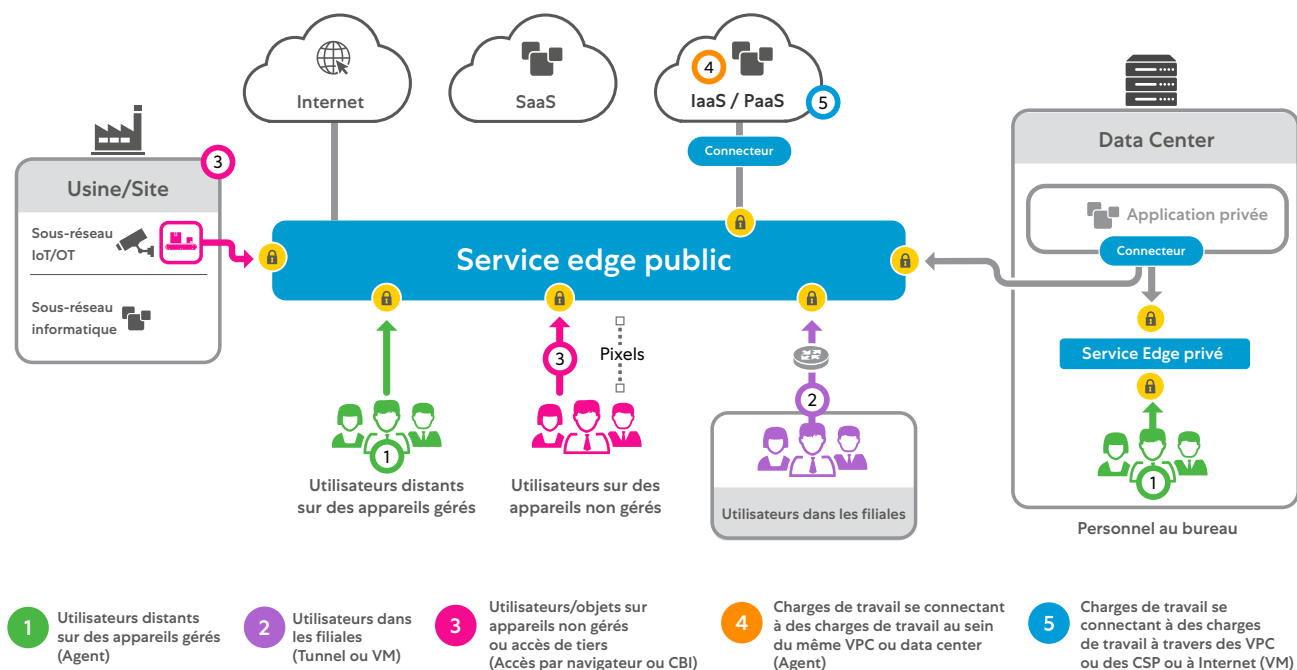 Internet
SaaS
4
IaaS / PaaS
5
Connecteur
3
Usine/Site
Sous-réseau
IoT/OT
Sous-réseau
informatique
Data Center
Application privée
Connecteur
Service edge public
Service Edge privé
3
Pixels
2
1
1
Utilisateurs distants
sur des appareils gérés
Utilisateurs sur des
appareils non gérés
Utilisateurs dans les filiales
Personnel au bureau
1
Utilisateurs distants
sur des appareils gérés
(Agent)
2
Utilisateurs dans
les filiales
(Tunnel ou VM)
3
Utilisateurs/objets sur
appareils non gérés
ou accès de tiers
(Accès par navigateur ou CBI)
4
Charges de travail se connectant
à des charges de travail au sein
du même VPC ou data center
(Agent)
5
Charges de travail se
connectant à des charges
de travail à travers des VPC
ou des CSP ou à Internet (VM)